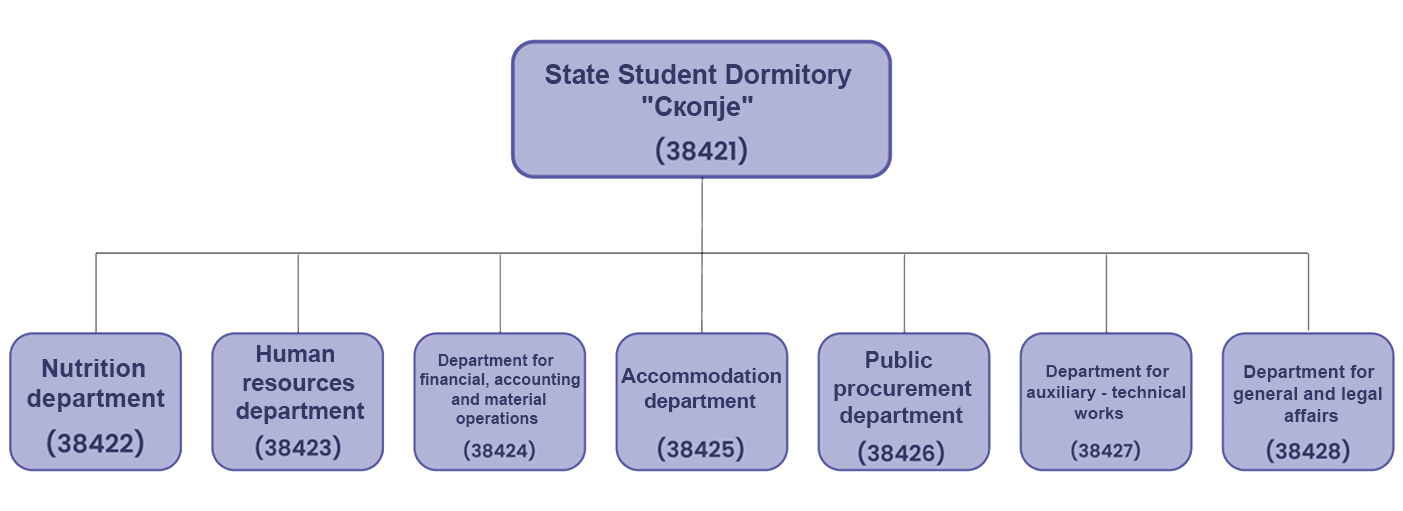 State Student Dormitory
"Скопје"
(38421)
Nutrition
department
(38422)
Human
resources
department
(38423)
Department for
financial, accounting
and material
operations
(38424)
Accommodation
department
(38425)
Public
procurement
department
(38426)
Department for
auxiliary - technical
works
(38427)
Department for
general and legal
affairs
(38428)